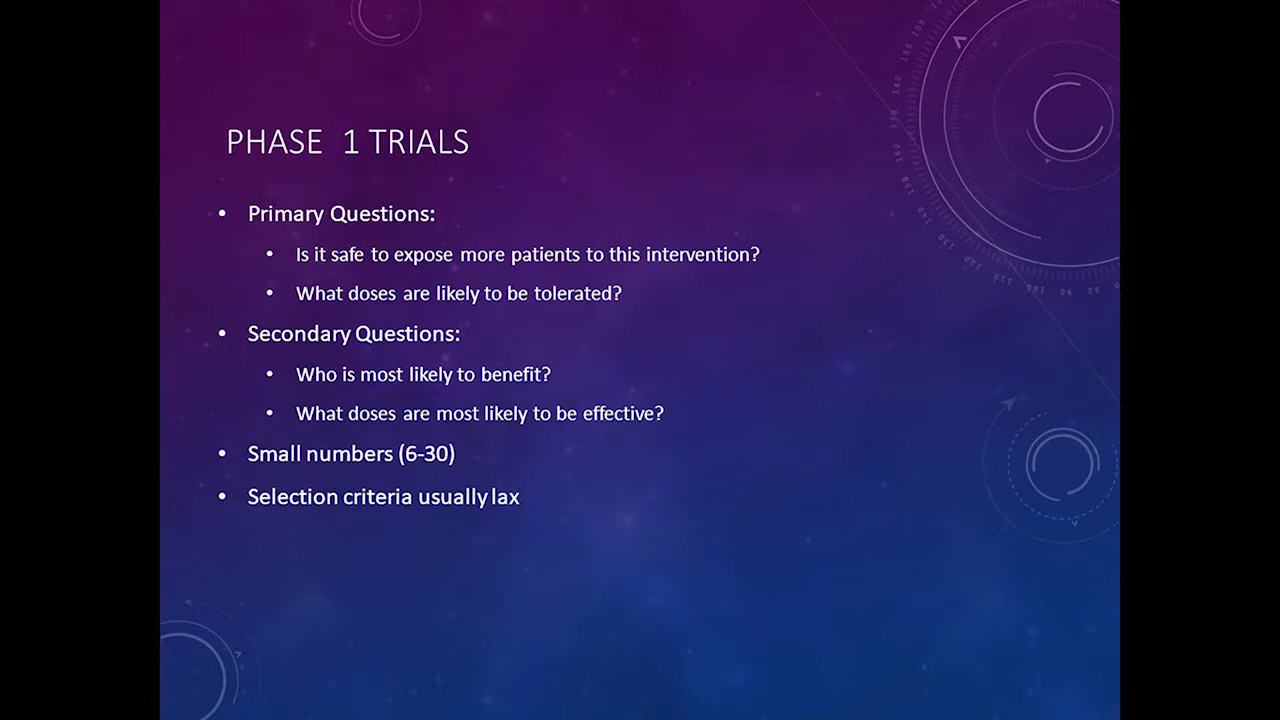 PHASE 1 TRIALS
• Primary Questions:
• Is it safe to expose more patients to this intervention?
• What doses are likely to be tolerated?
• Secondary Questions:
• Who is most likely to benefit?
• What doses are most likely to be effective?
• Small numbers (6-30)
• Selection criteria usually lax